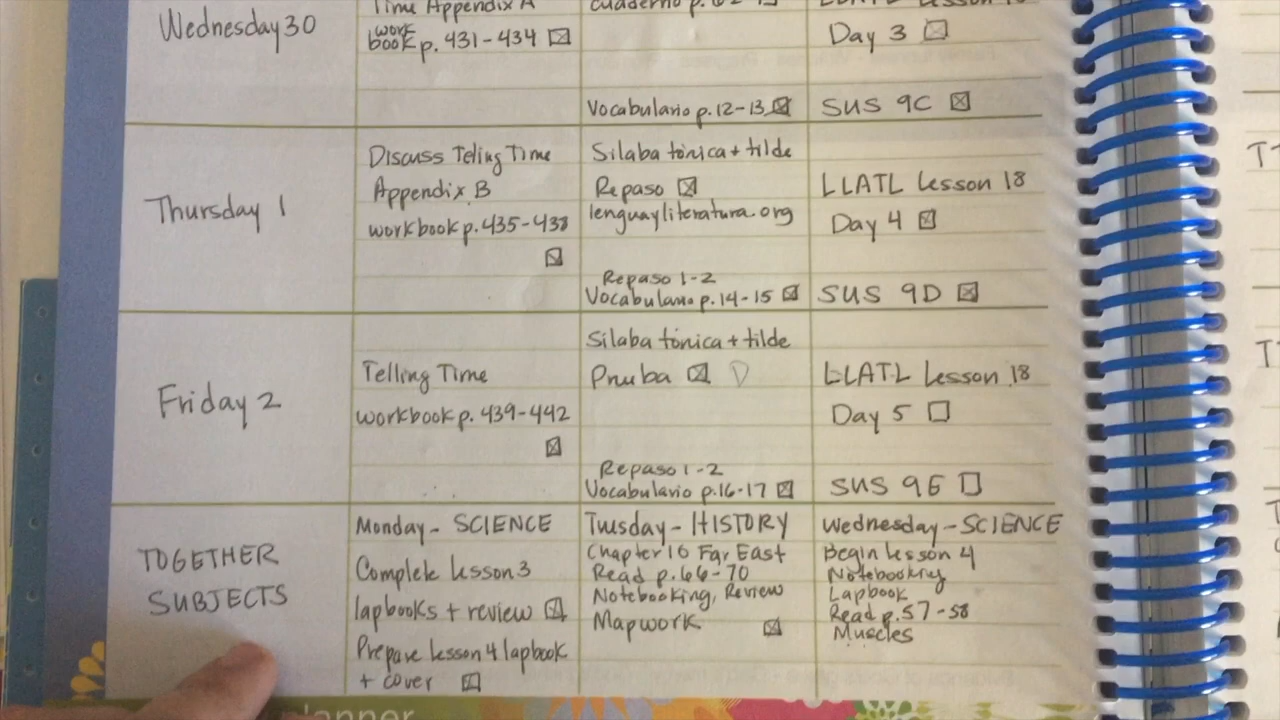 Wednesday 30
Time Appendix A
work
book p. 431-434
Day 3
Vocabulario p. 12-13
SUS 9C
Thursday 1
Discuss Teling Time
Appendix B
workbook p. 435-438
Silaba tónica + tilde
Repaso
lenguayliteratura.org
Repaso 1-2
Vocabulario p. 14-15
LLATL Lesson 18
Day 4
SUS 9D
Friday 2
Telling Time
workbook p. 439-442
Silaba tónica + tilde
Pruuba
Repaso 1-2
Vocabulario p. 16-17
LLATL Lesson 18
Day 5
SUS 9E
TOGETHER
SUBJECTS
Monday - SCIENCE
Complete lesson 3
lapbooks + review
Prepare lesson 4 lapbook
+ cover
Tuesday - HISTORY
Chapter 16 Far East
Read p. 66-70
Notebooking, Review
Mapwork
Wednesday - SCIENCE
Begin Lesson 4
Notebooking
Lapbook
Read p. 57-58
Muscles